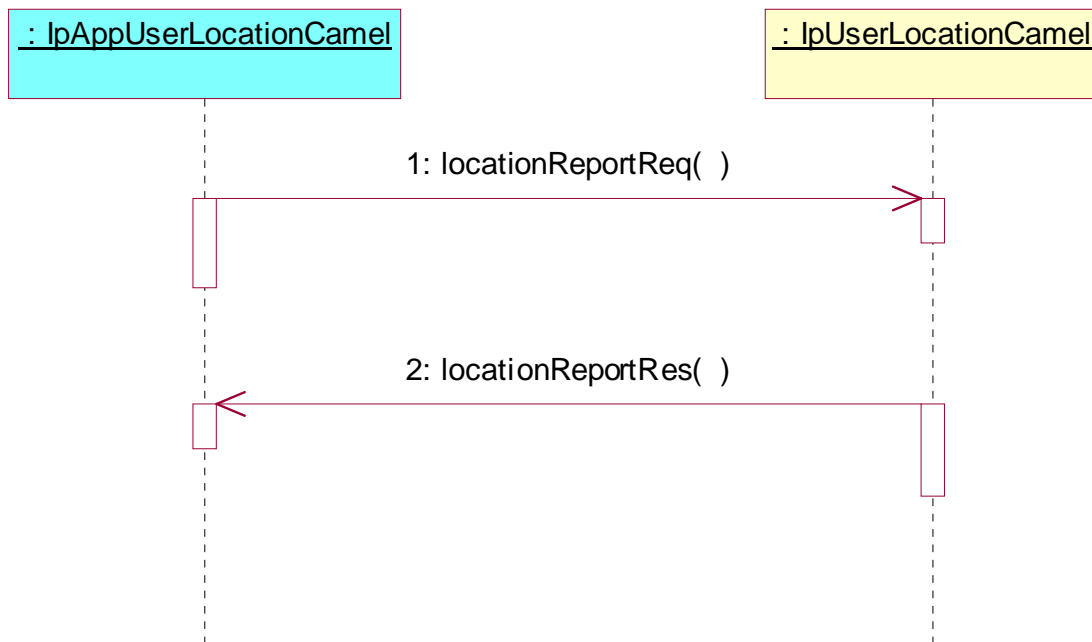 : IpAppUserLocationCamel
: IpUserLocationCamel
1: locationReportReq( )
2: locationReportRes( )